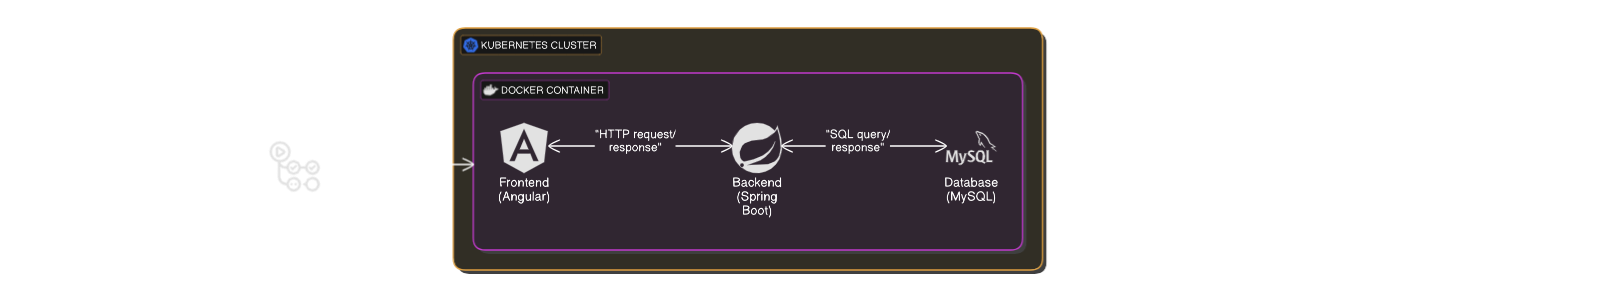 KUBERNETES CLUSTER
DOCKER CONTAINER
"HTTP request/
response"
"SQL query/
response"
MySQL
Frontend
(Angular)
Backend
(Spring
Boot)
Database
(MySQL)